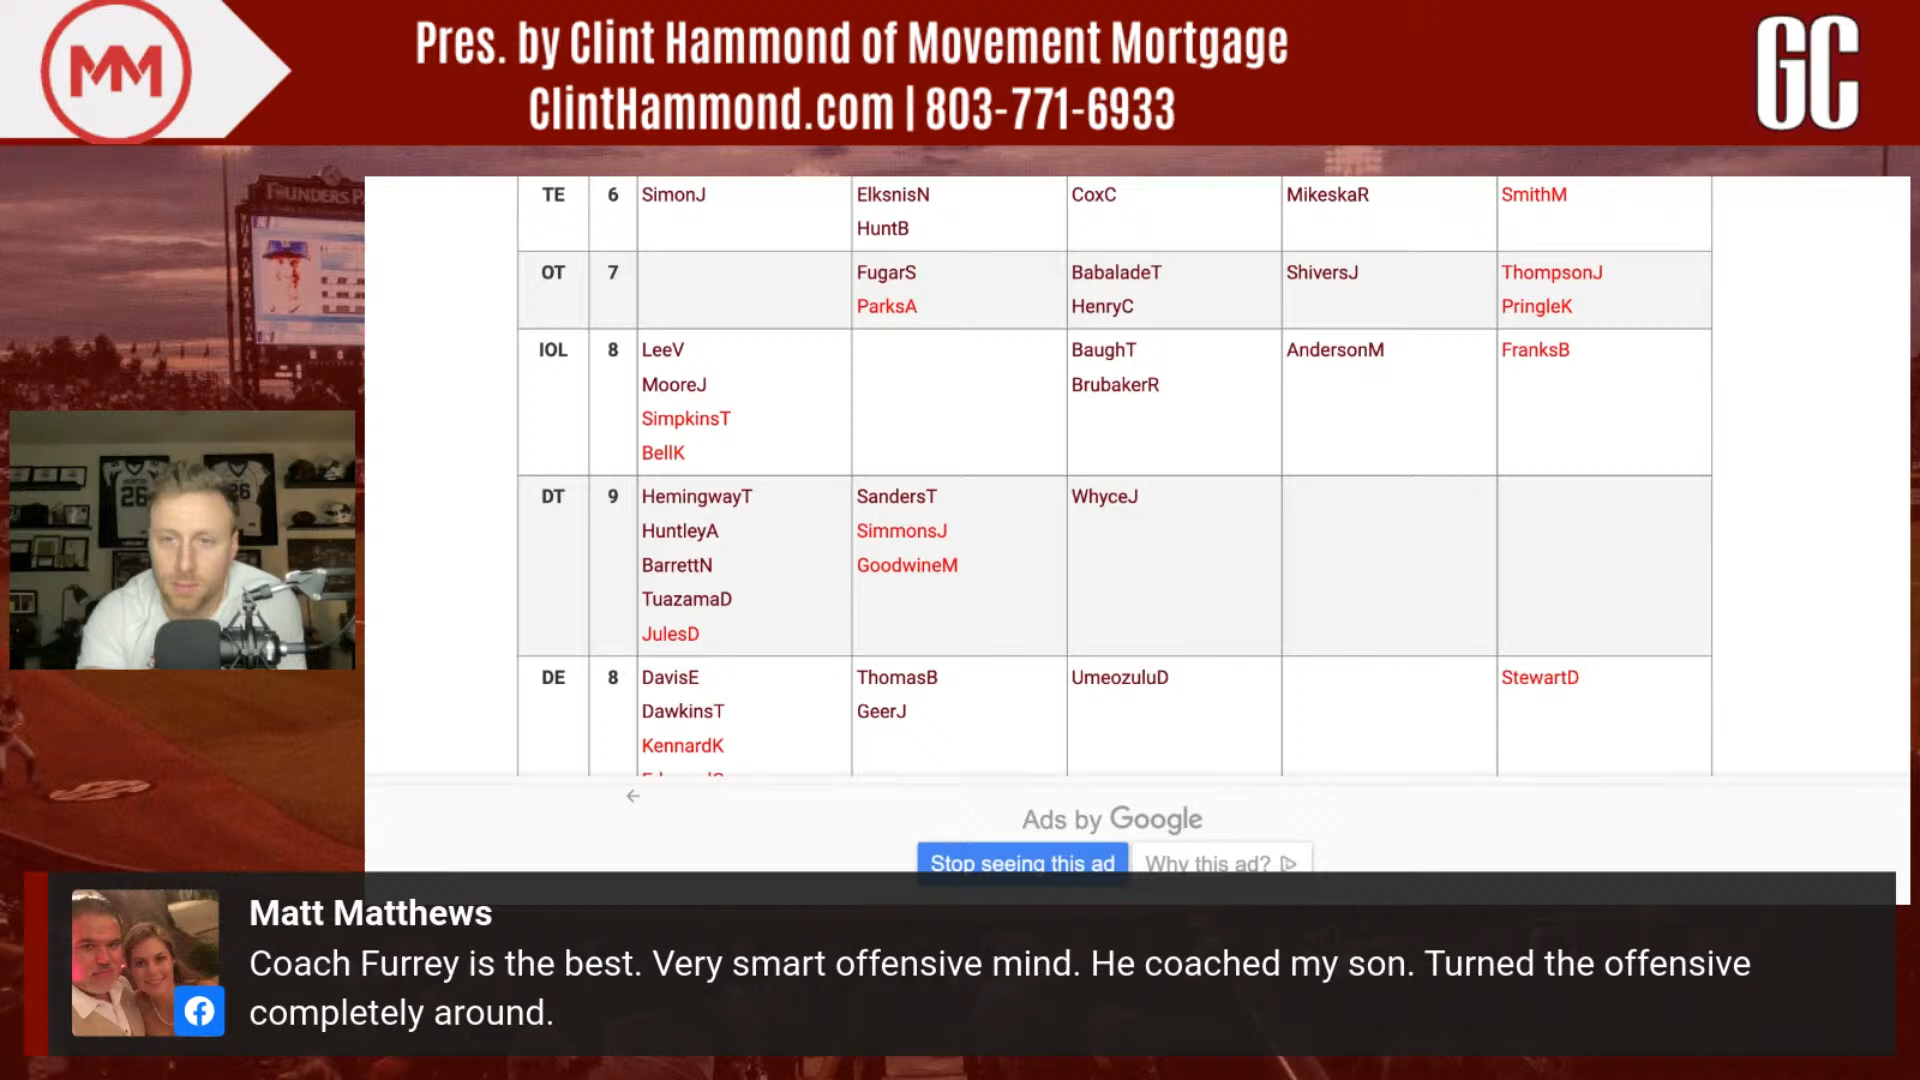 MM
Pres. by Clint Hammond of Movement Mortgage
ClintHammond.com | 803-771-6933
GC
FOUNDERS PA
26
26
TE 6 SimonJ ElksnisN CoxC MikeskaR SmithM
HuntB
OT 7 FugarS BabaladeT ShiversJ ThompsonJ
ParksA HenryC PringleK
IOL 8 LeeV BaughT AndersonM FranksB
MooreJ BrubakerR
SimpkinsT
BellK
DT 9 HemingwayT SandersT WhyceJ
HuntleyA SimmonsJ
BarrettN GoodwineM
TuazamaD
JulesD
DE 8 DavisE ThomasB UmeozuluD StewartD
DawkinsT GeerJ
KennardK
Ads by Google
Stop seeing this ad Why this ad?
Matt Matthews
Coach Furrey is the best. Very smart offensive mind. He coached my son. Turned the offensive
completely around.